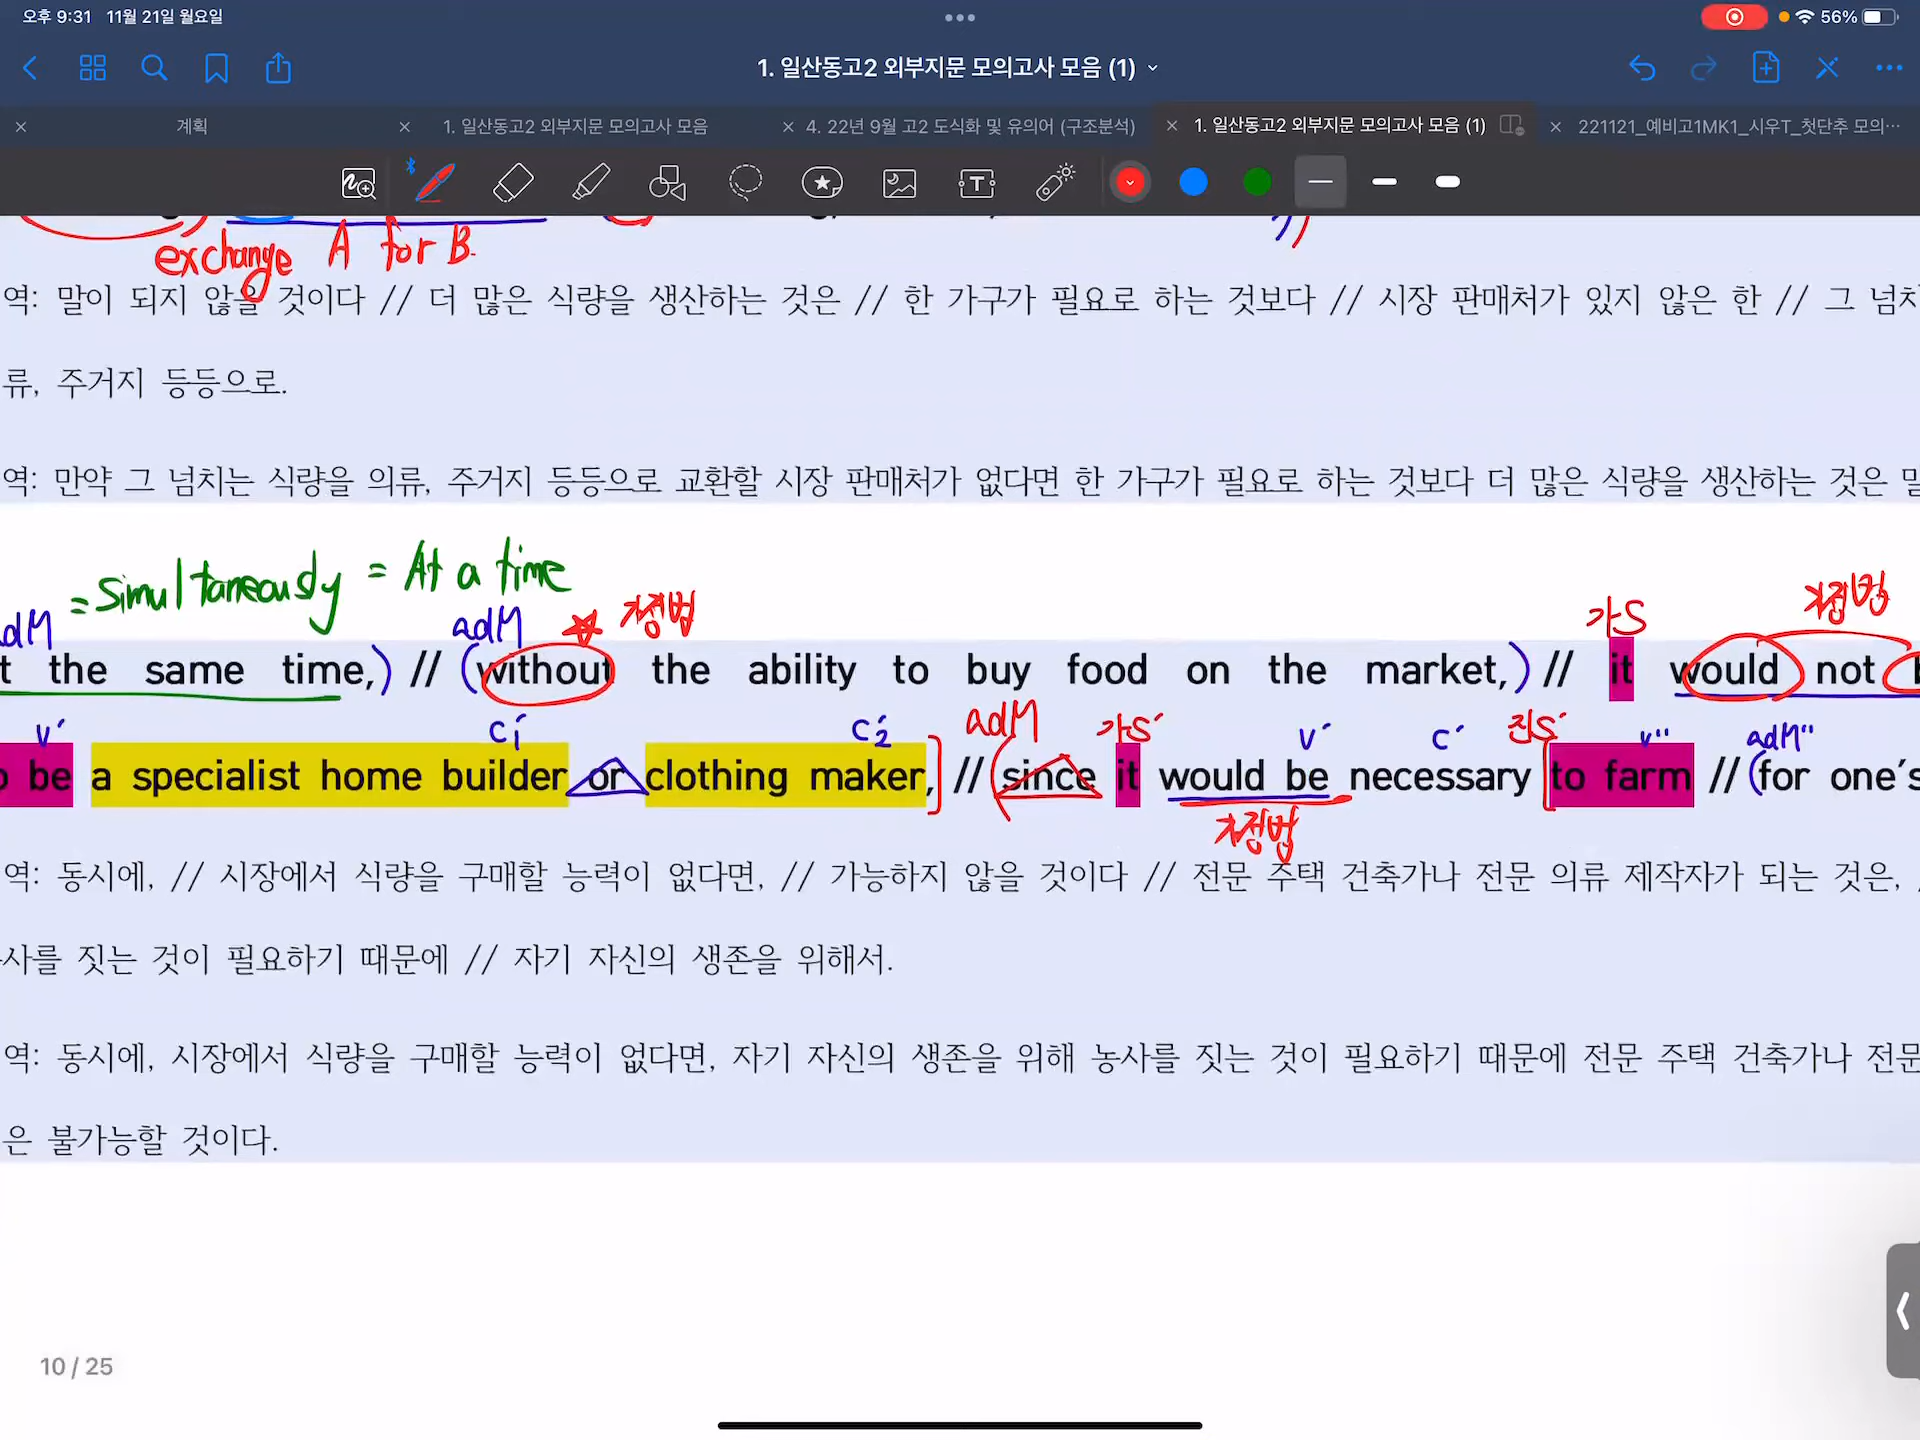 오후 9:31 11월 21일 월요일
56%
1. 일산동고2 외부지문 모의고사 모음 (1)
계획
1. 일산동고2 외부지문 모의고사 모음
4. 22년 9월 고2 도식화 및 유의어 (구조분석)
1. 일산동고2 외부지문 모의고사 모음 (1)
221121_예비고1MK1_시우T_첫단추 모의…
exchange A for B
역: 말이 되지 않을 것이다 // 더 많은 식량을 생산하는 것은 // 한 가구가 필요로 하는 것보다 // 시장 판매처가 있지 않은 한 // 그 넘치
류, 주거지 등등으로.
역: 만약 그 넘치는 식량을 의류, 주거지 등등으로 교환할 시장 판매처가 없다면 한 가구가 필요로 하는 것보다 더 많은 식량을 생산하는 것은 말
= Simultaneously = At a time
adM adM 가정법 가S 가정법
t the same time,) // (without the ability to buy food on the market,) // it would not b
v' C1' C2' adM 가S' v' c' 진S' v'' adM''
o be a specialist home builder or clothing maker,] // (since it would be necessary [to farm // (for one's
가정법
역: 동시에, // 시장에서 식량을 구매할 능력이 없다면, // 가능하지 않을 것이다 // 전문 주택 건축가나 전문 의류 제작자가 되는 것은, /
사를 짓는 것이 필요하기 때문에 // 자기 자신의 생존을 위해서.
역: 동시에, 시장에서 식량을 구매할 능력이 없다면, 자기 자신의 생존을 위해 농사를 짓는 것이 필요하기 때문에 전문 주택 건축가나 전문
은 불가능할 것이다.
10 / 25